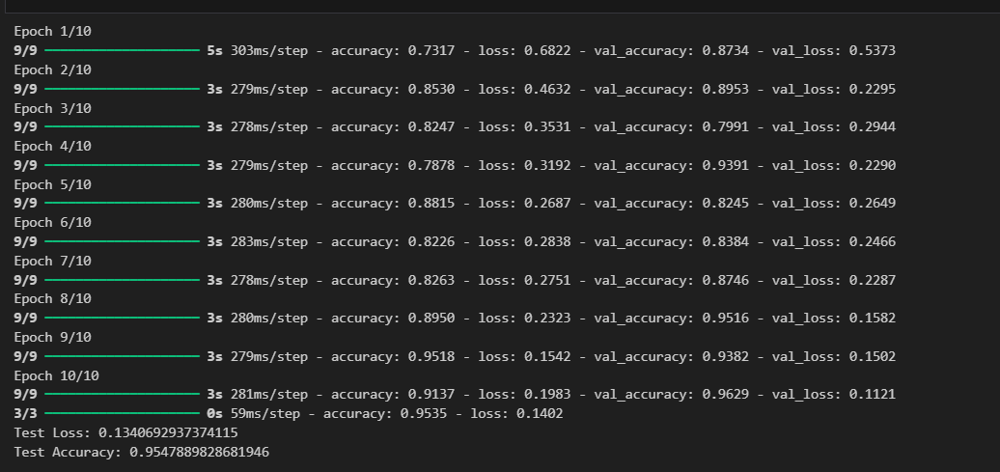 Epoch 1/10
9/9 5s 303ms/step - accuracy: 0.7317 - loss: 0.6822 - val_accuracy: 0.8734 - val_loss: 0.5373
Epoch 2/10
9/9 3s 279ms/step - accuracy: 0.8530 - loss: 0.4632 - val_accuracy: 0.8953 - val_loss: 0.2295
Epoch 3/10
9/9 3s 278ms/step - accuracy: 0.8247 - loss: 0.3531 - val_accuracy: 0.7991 - val_loss: 0.2944
Epoch 4/10
9/9 3s 279ms/step - accuracy: 0.7878 - loss: 0.3192 - val_accuracy: 0.9391 - val_loss: 0.2290
Epoch 5/10
9/9 3s 280ms/step - accuracy: 0.8815 - loss: 0.2687 - val_accuracy: 0.8245 - val_loss: 0.2649
Epoch 6/10
9/9 3s 283ms/step - accuracy: 0.8226 - loss: 0.2838 - val_accuracy: 0.8384 - val_loss: 0.2466
Epoch 7/10
9/9 3s 278ms/step - accuracy: 0.8263 - loss: 0.2751 - val_accuracy: 0.8746 - val_loss: 0.2287
Epoch 8/10
9/9 3s 280ms/step - accuracy: 0.8950 - loss: 0.2323 - val_accuracy: 0.9516 - val_loss: 0.1582
Epoch 9/10
9/9 3s 279ms/step - accuracy: 0.9518 - loss: 0.1542 - val_accuracy: 0.9382 - val_loss: 0.1502
Epoch 10/10
9/9 3s 281ms/step - accuracy: 0.9137 - loss: 0.1983 - val_accuracy: 0.9629 - val_loss: 0.1121
3/3 0s 59ms/step - accuracy: 0.9535 - loss: 0.1402
Test Loss: 0.1340692937374115
Test Accuracy: 0.9547889828681946